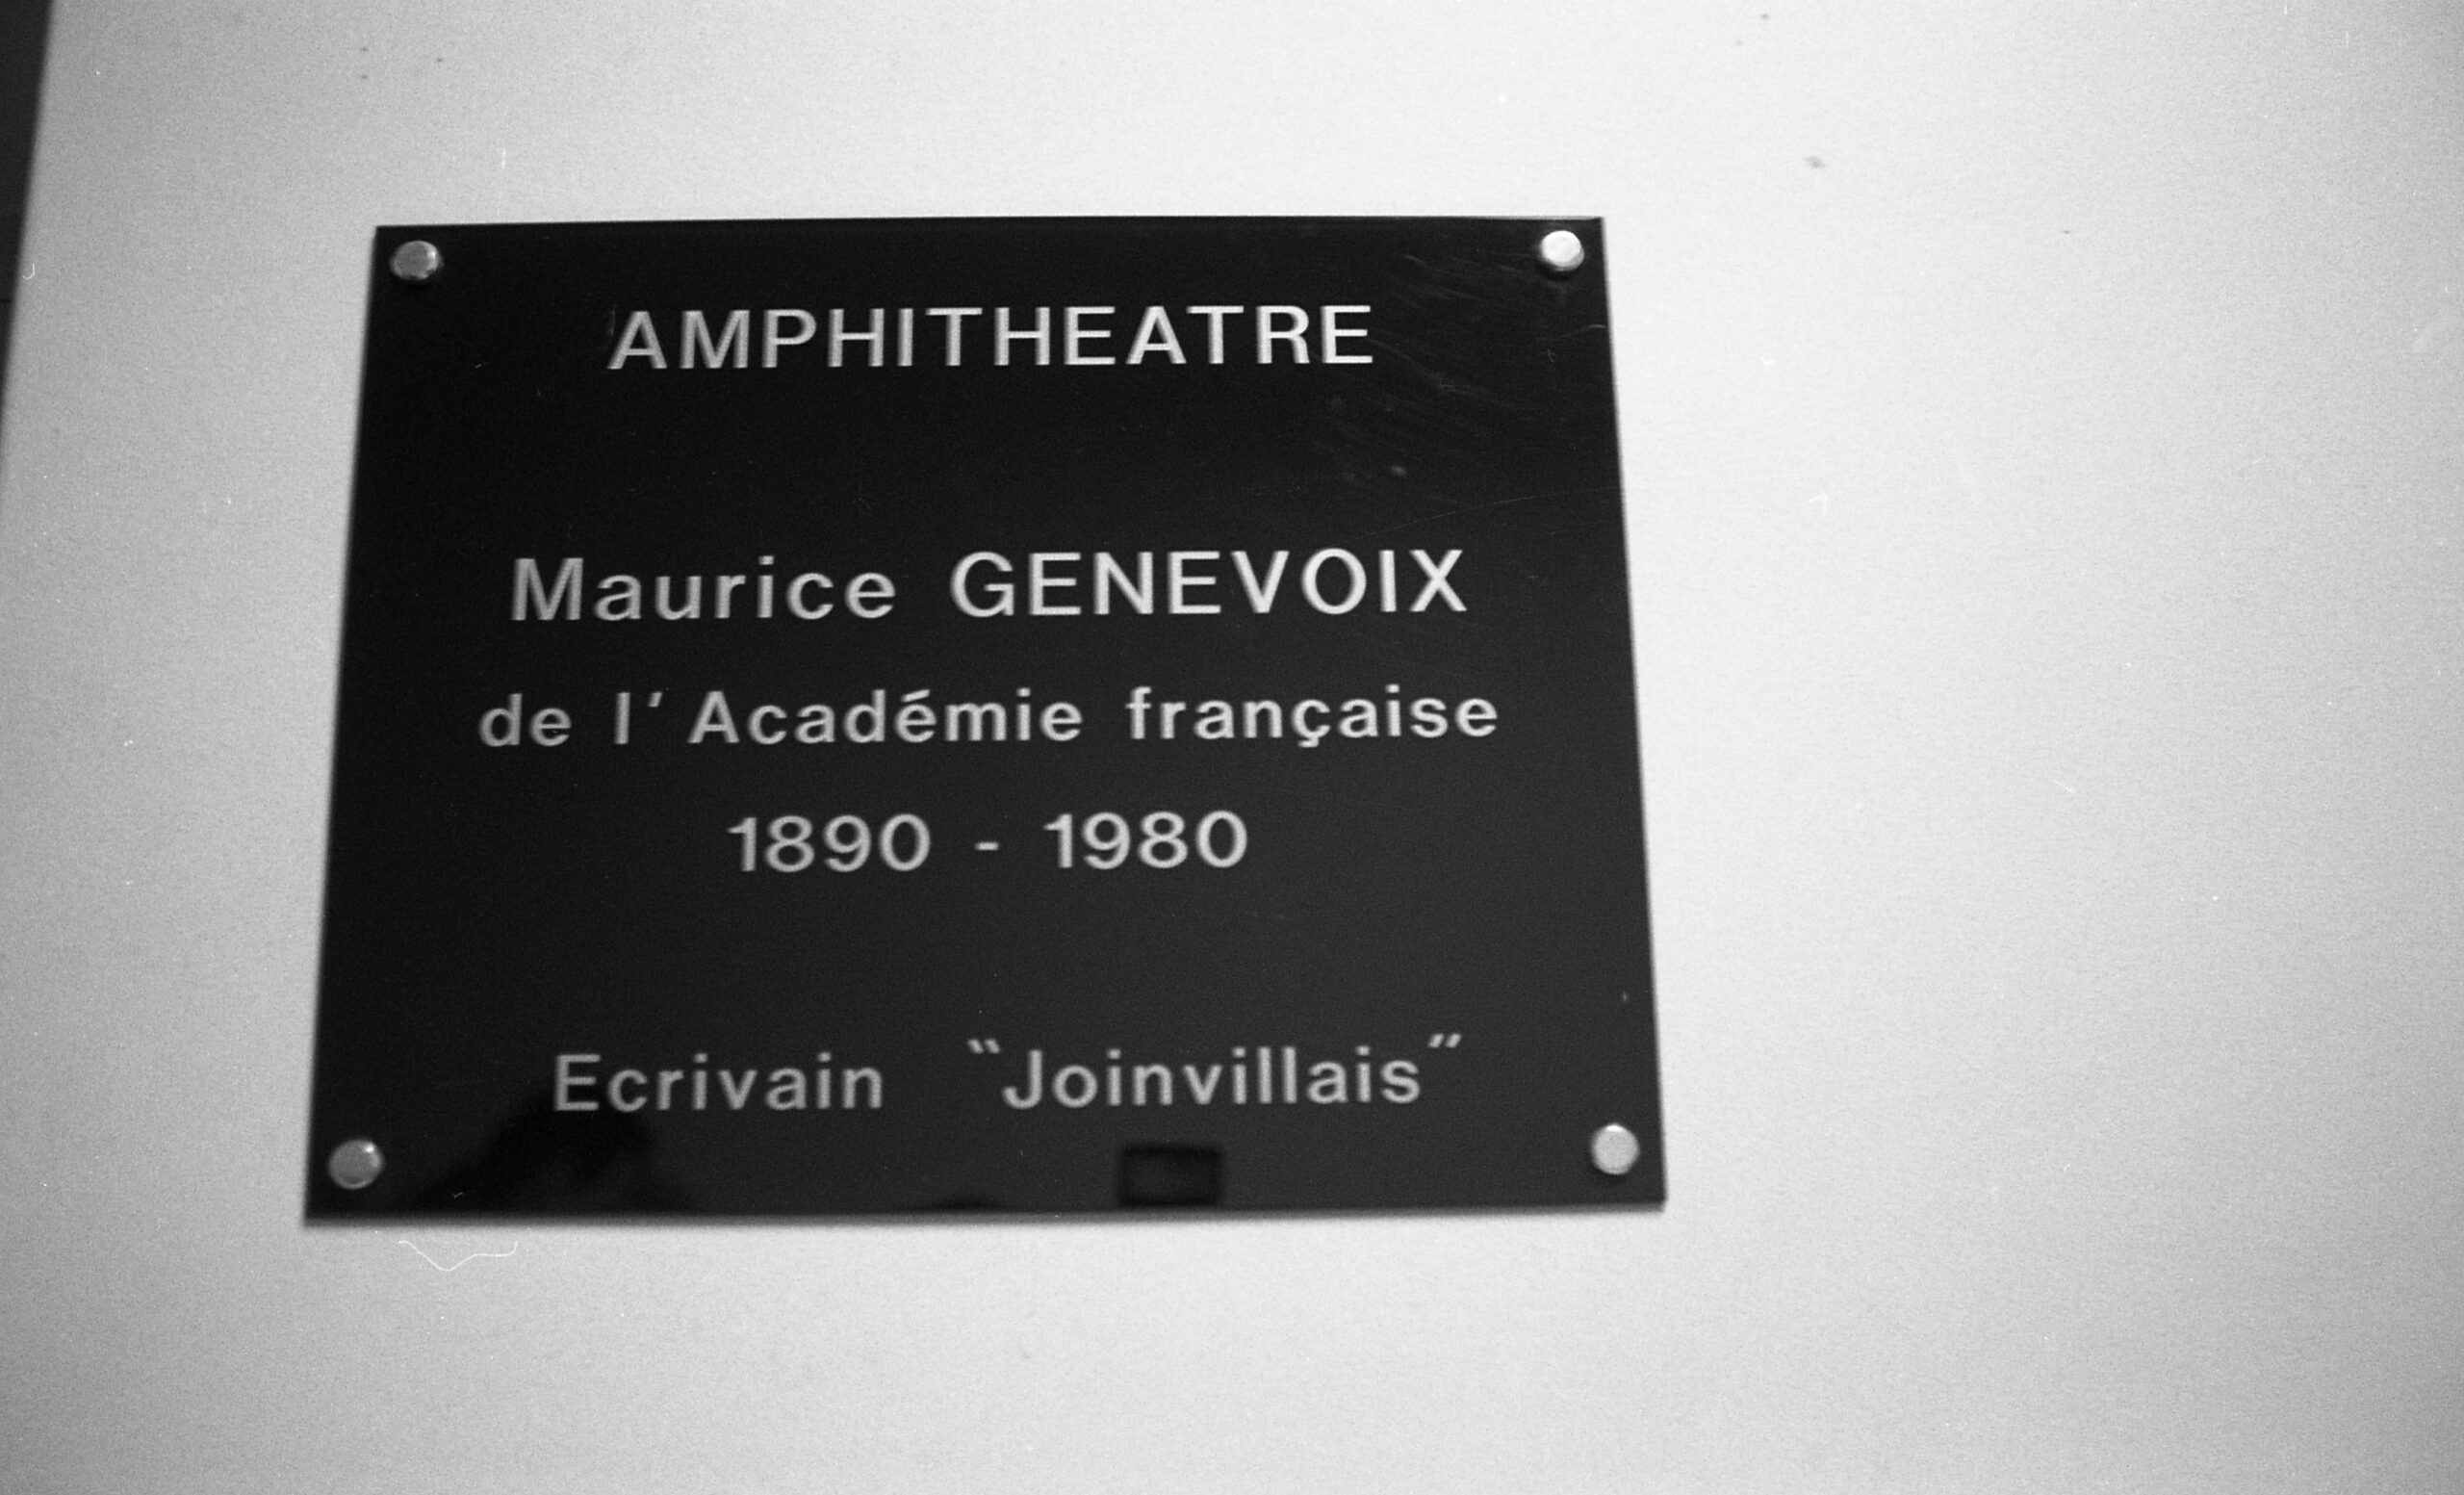 AMPHITHEATRE
Maurice GENEVOIX
de l'Académie française
1890 - 1980
Ecrivain "Joinvillais"